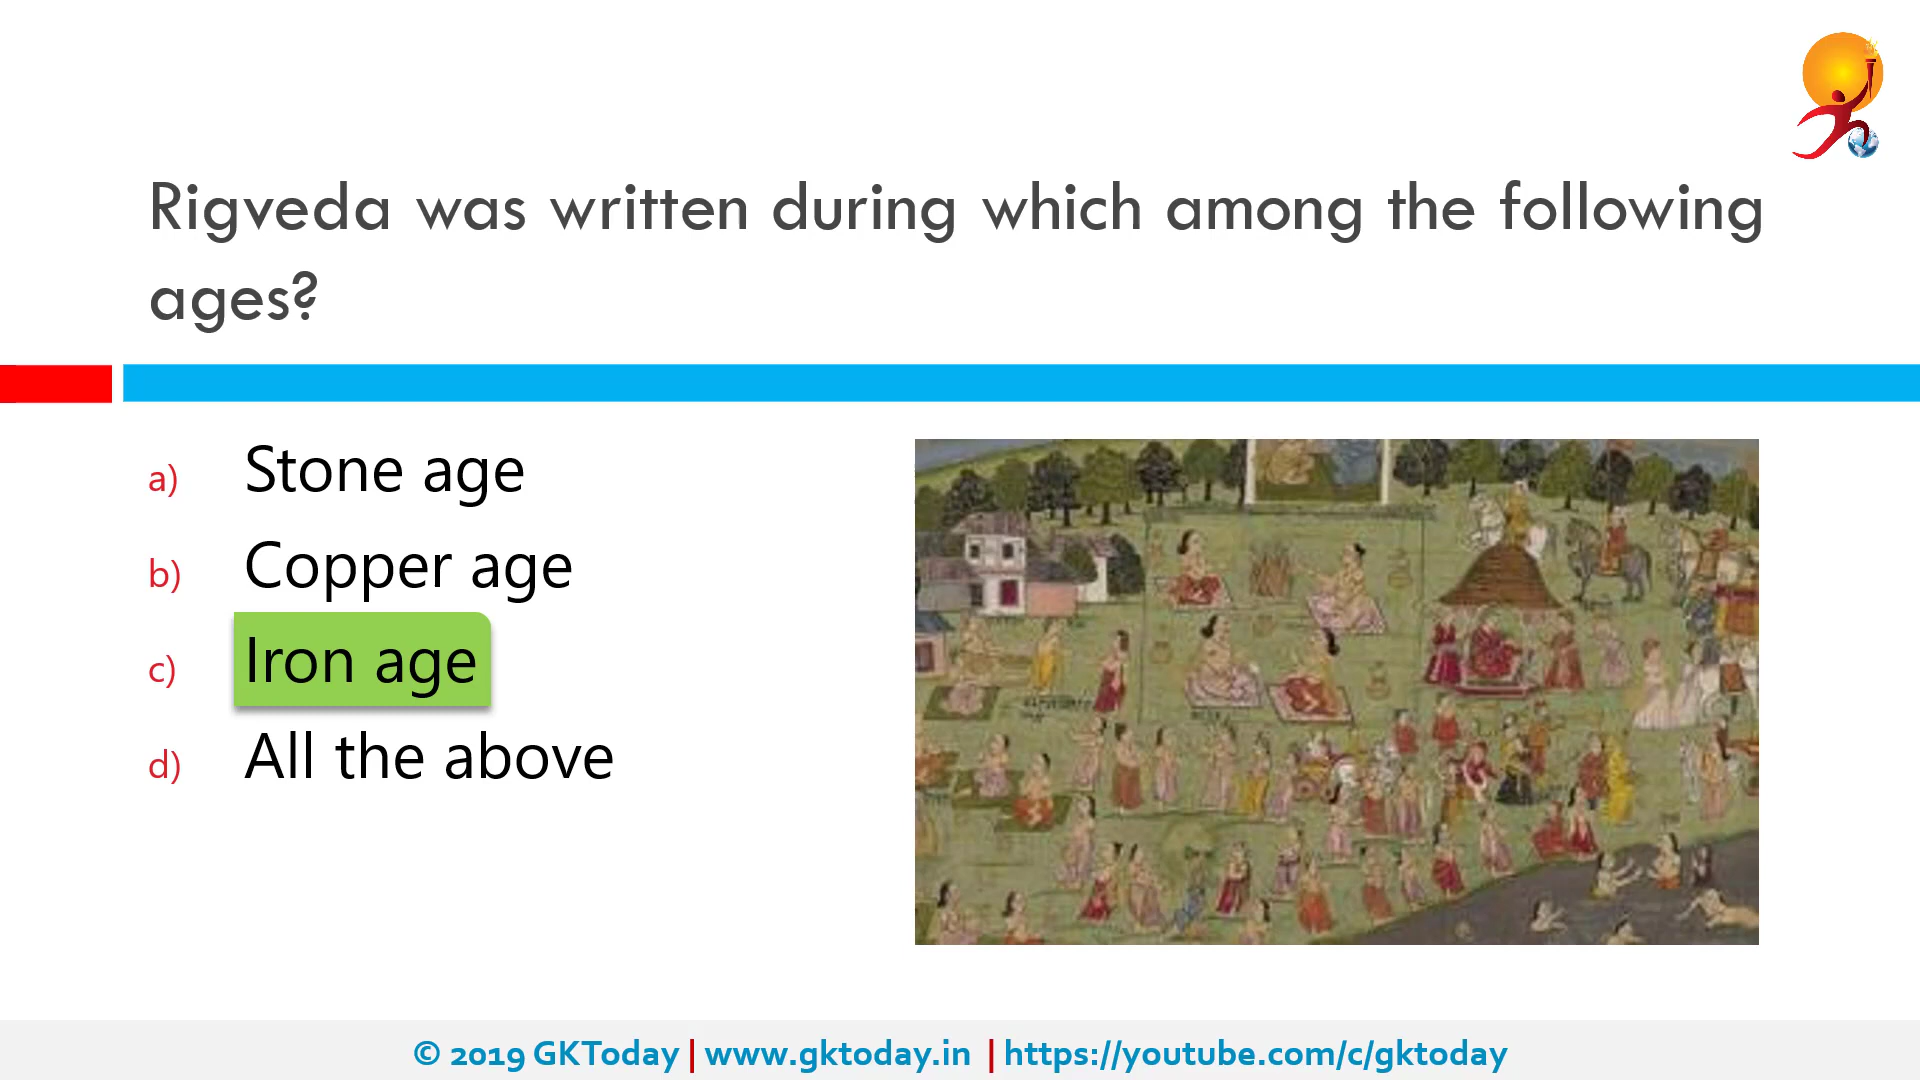 Rigveda was written during which among the following
ages?
a) Stone age
b) Copper age
c) Iron age
d) All the above
© 2019 GKToday | www.gktoday.in | https://youtube.com/c/gktoday